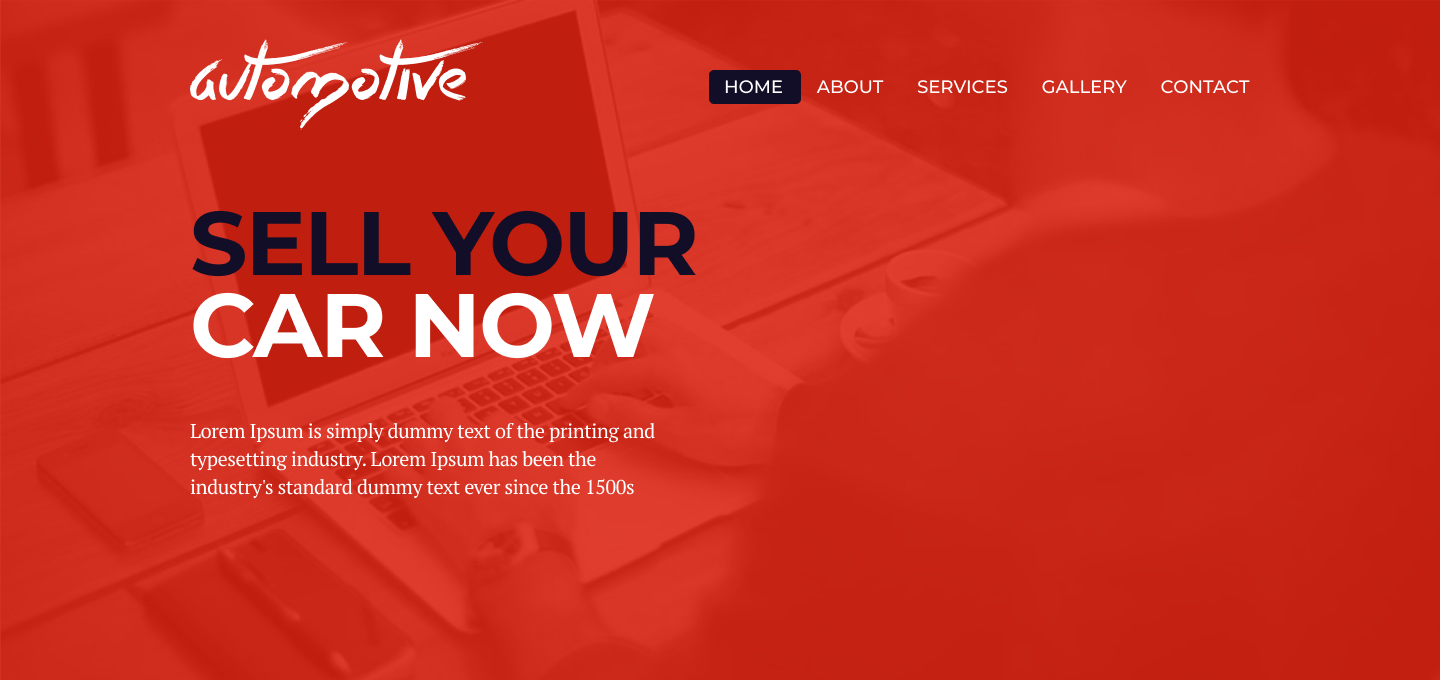 automotive
HOME ABOUT SERVICES GALLERY CONTACT
SELL YOUR
CAR NOW
Lorem Ipsum is simply dummy text of the printing and
typesetting industry. Lorem Ipsum has been the
industry's standard dummy text ever since the 1500s